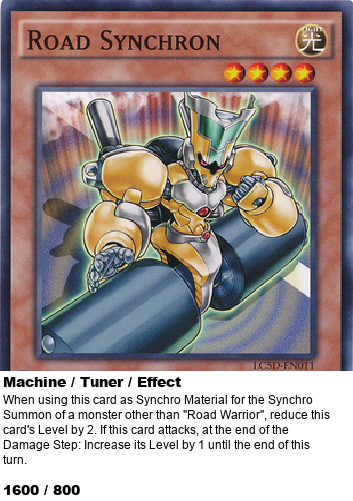 ROAD SYNCHRON
光
LC5D-EN011
Machine / Tuner / Effect
When using this card as Synchro Material for the Synchro
Summon of a monster other than "Road Warrior", reduce this
card's Level by 2. If this card attacks, at the end of the
Damage Step: Increase its Level by 1 until the end of this
turn.
1600 / 800